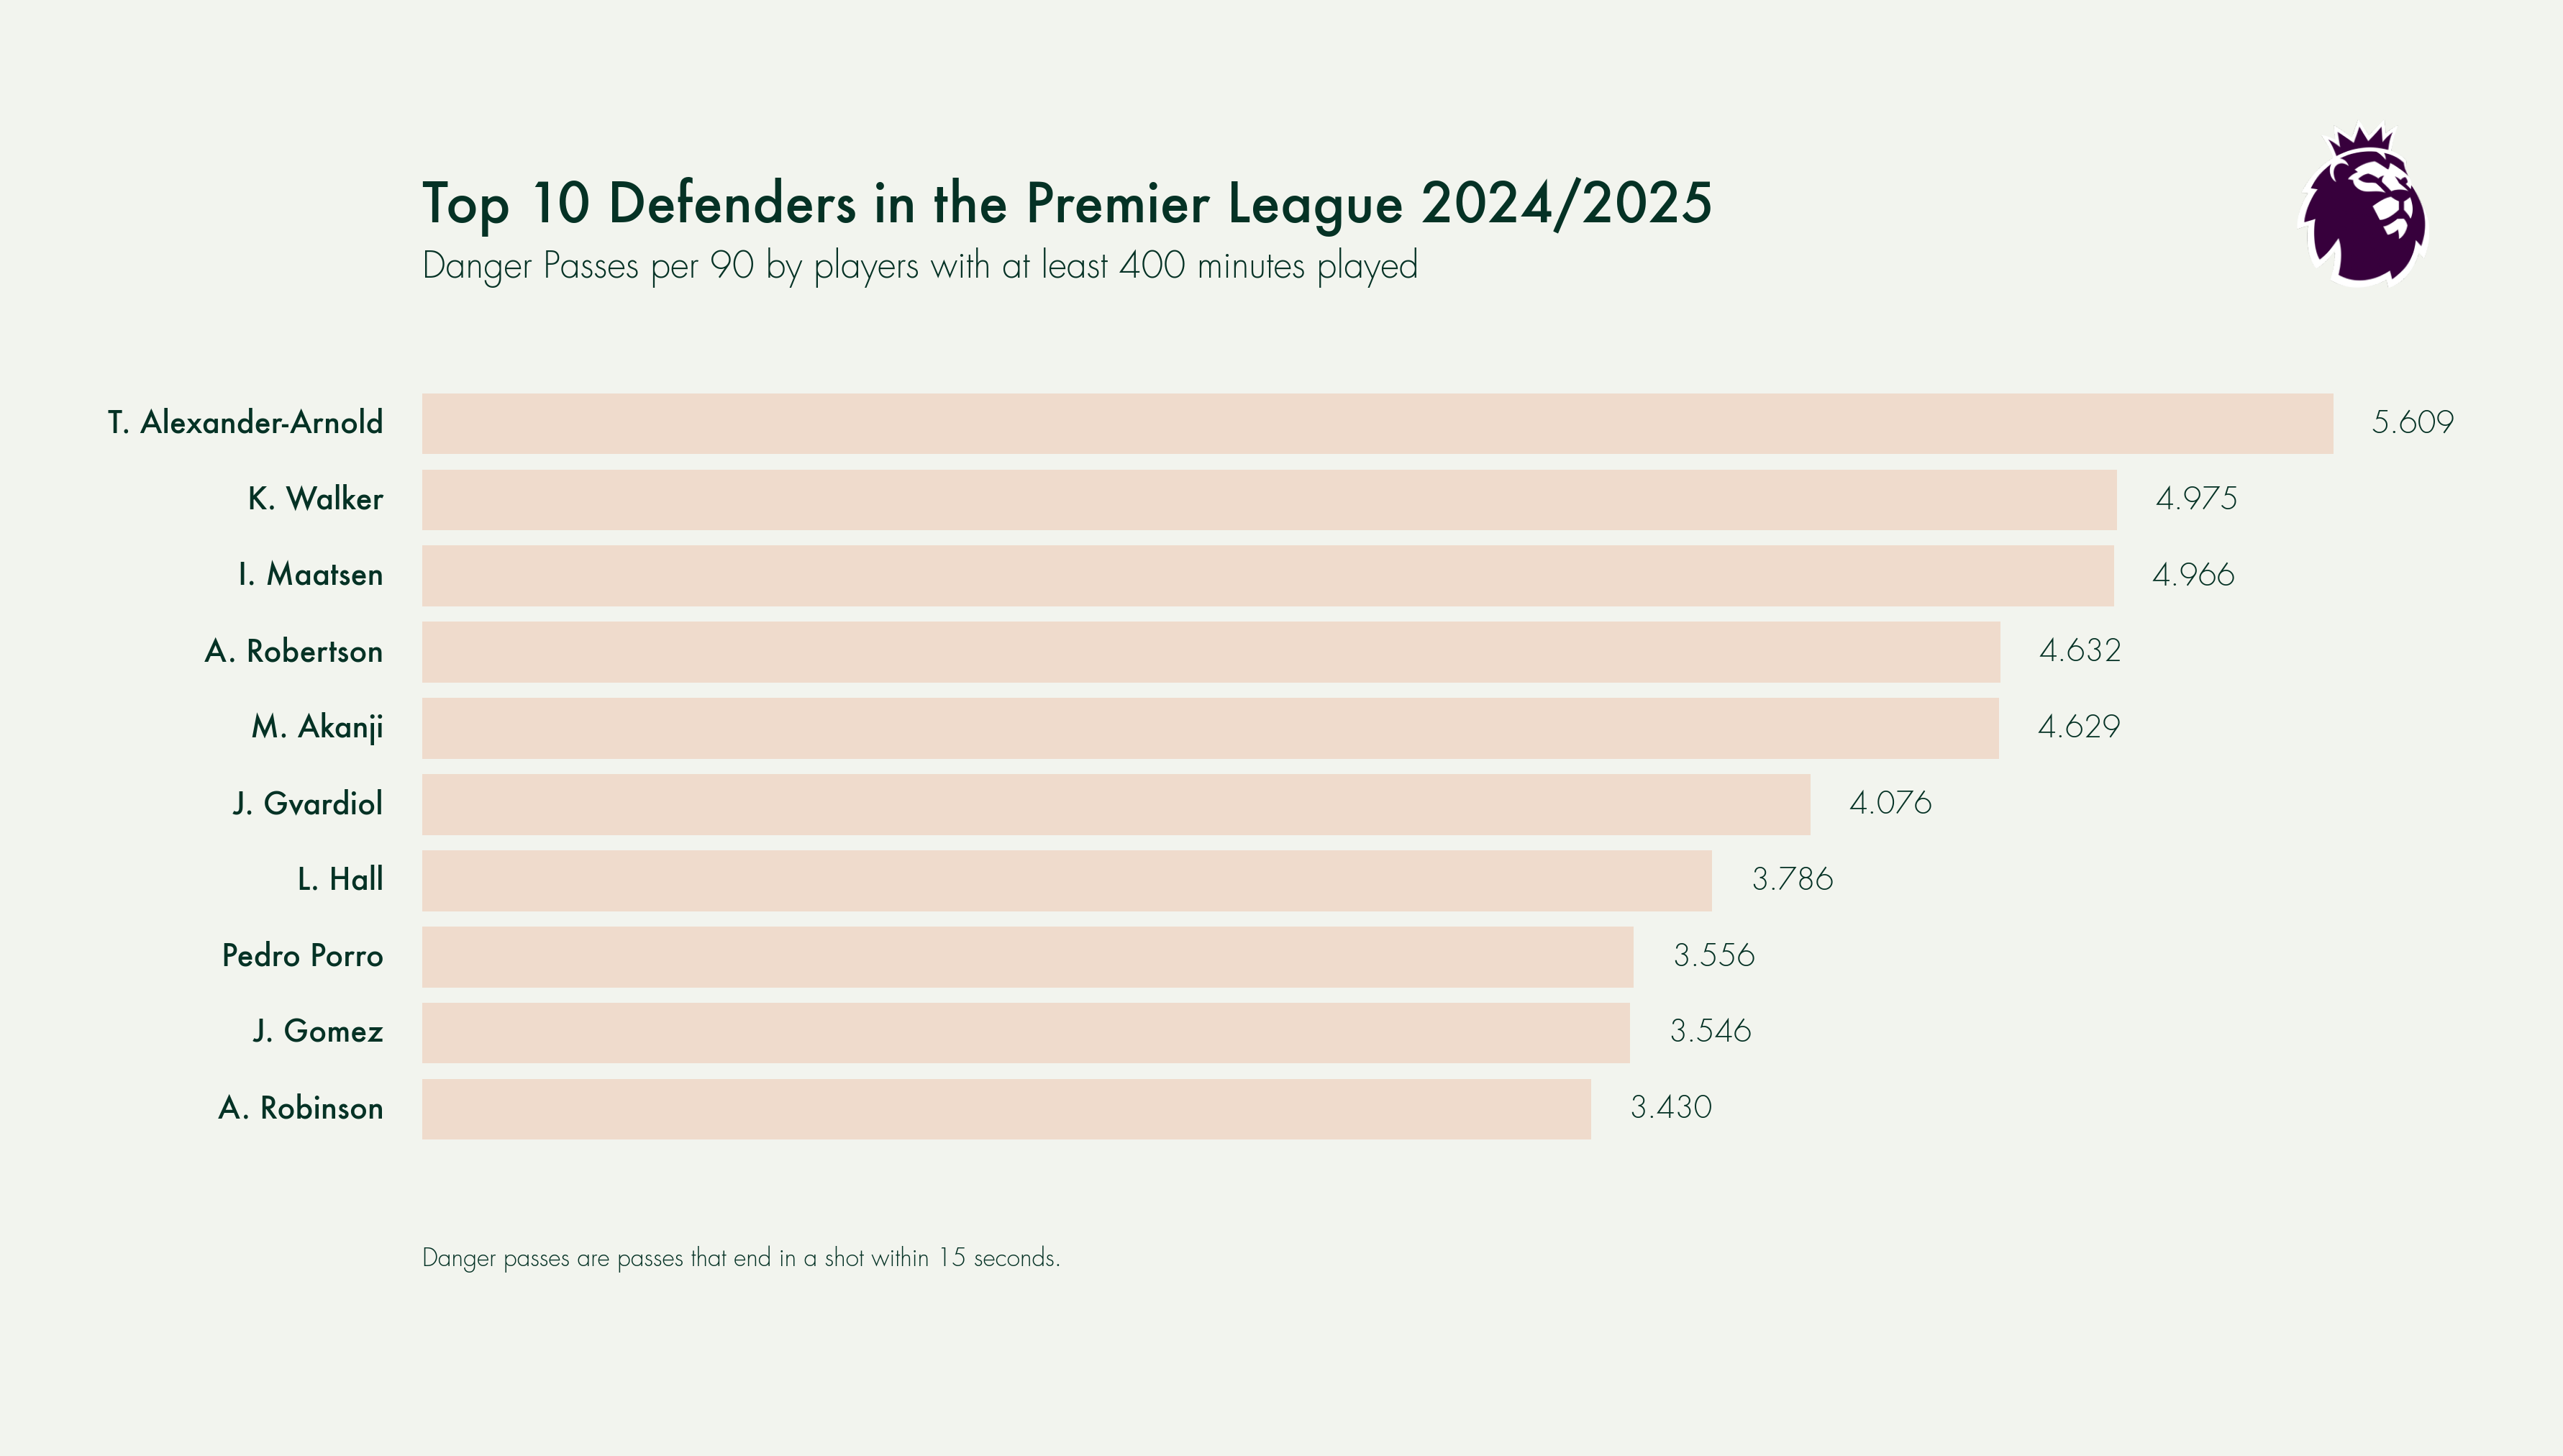 Top 10 Defenders in the Premier League 2024/2025
Danger Passes per 90 by players with at least 400 minutes played
T. Alexander-Arnold 5.609
K. Walker 4.975
I. Maatsen 4.966
A. Robertson 4.632
M. Akanji 4.629
J. Gvardiol 4.076
L. Hall 3.786
Pedro Porro 3.556
J. Gomez 3.546
A. Robinson 3.430
Danger passes are passes that end in a shot within 15 seconds.